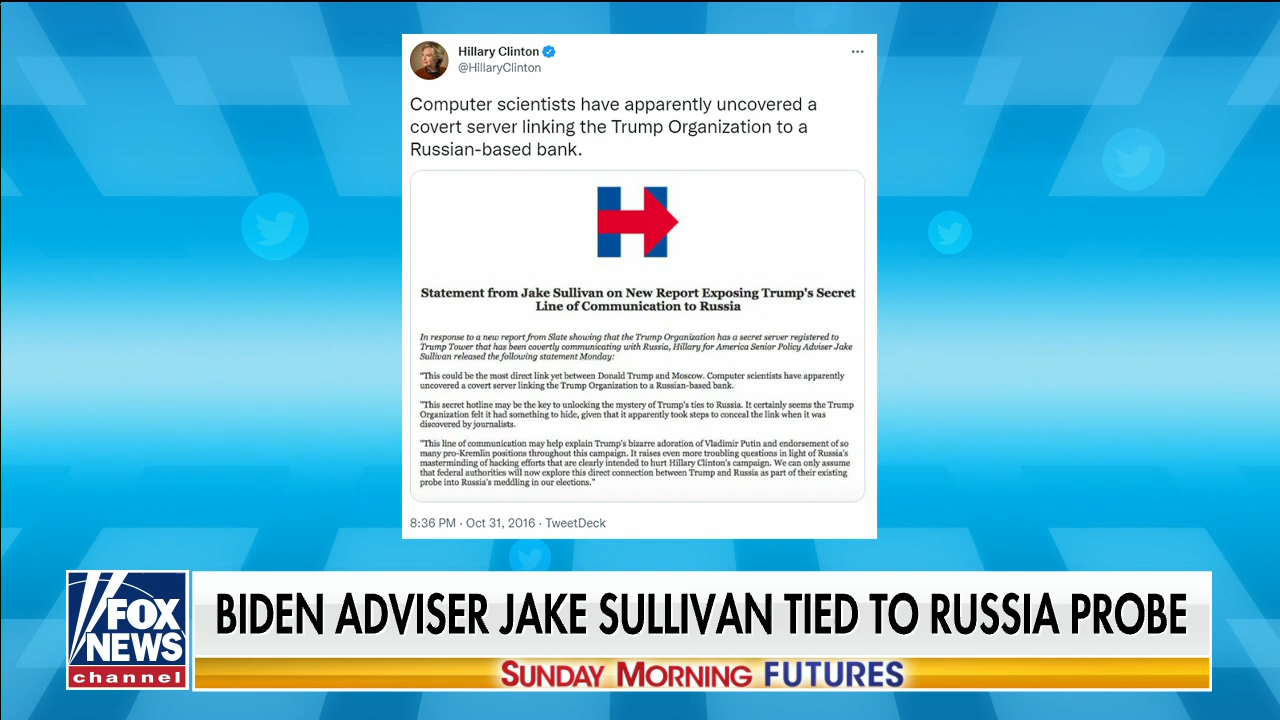 Hillary Clinton
@HillaryClinton
Computer scientists have apparently uncovered a
covert server linking the Trump Organization to a
Russian-based bank.
H
Statement from Jake Sullivan on New Report Exposing Trump's Secret
Line of Communication to Russia
In response to a new report from Slate showing that the Trump Organization has a secret server registered to
Trump Tower that has been covertly communicating with Russia, Hillary for America Senior Policy Adviser Jake
Sullivan released the following statement Monday:
"This could be the most direct link yet between Donald Trump and Moscow. Computer scientists have apparently
uncovered a covert server linking the Trump Organization to a Russian-based bank.
"This secret hotline may be the key to unlocking the mystery of Trump's ties to Russia. It certainly seems the Trump
Organization felt it had something to hide, given that it apparently took steps to conceal the link when it was
discovered by journalists.
"This line of communication may help explain Trump's bizarre adoration of Vladimir Putin and endorsement of so
many pro-Kremlin positions throughout this campaign. It raises even more troubling questions in light of Russia's
masterminding of hacking efforts that are clearly intended to hurt Hillary Clinton's campaign. We can only assume
that federal authorities will now explore this direct connection between Trump and Russia as part of their existing
probe into Russia's meddling in our elections."
8:36 PM · Oct 31, 2016 · TweetDeck
FOX
NEWS
channel
BIDEN ADVISER JAKE SULLIVAN TIED TO RUSSIA PROBE
SUNDAY MORNING FUTURES